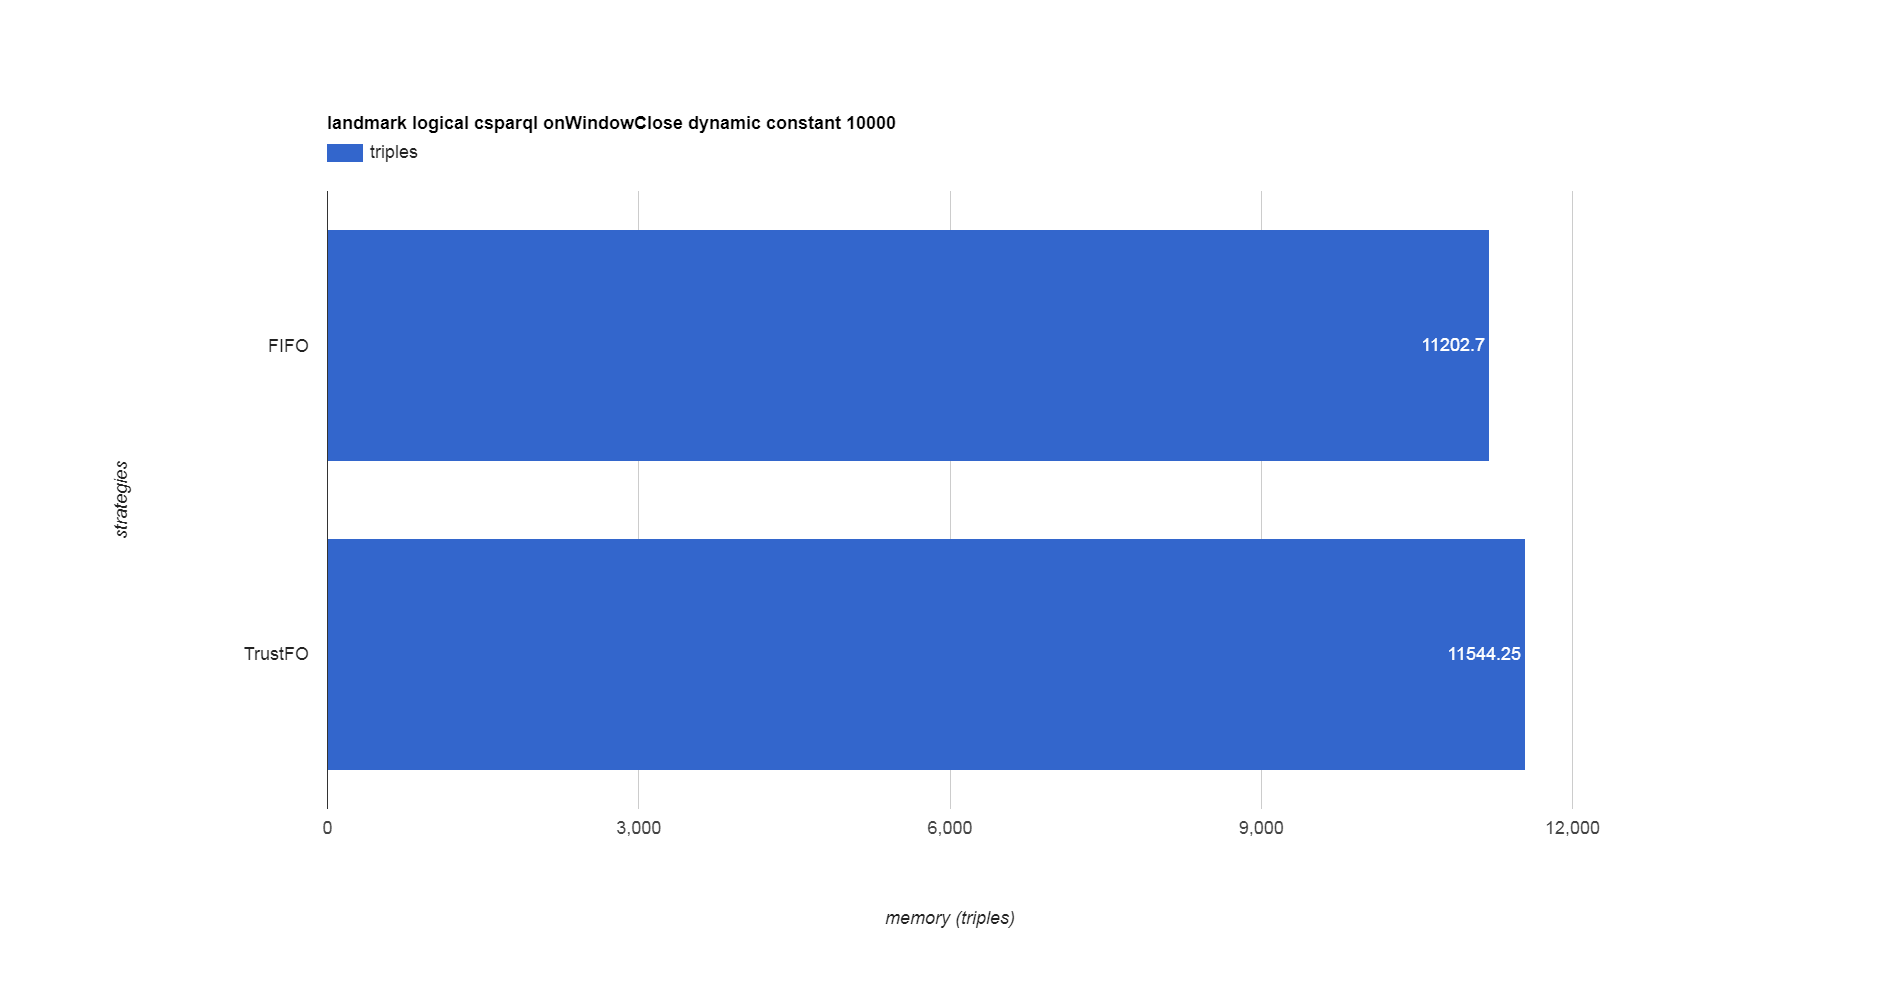 landmark logical csparql onWindowClose dynamic constant 10000
triples
FIFO
11202.7
TrustFO
11544.25
strategies
0 3,000 6,000 9,000 12,000
memory (triples)